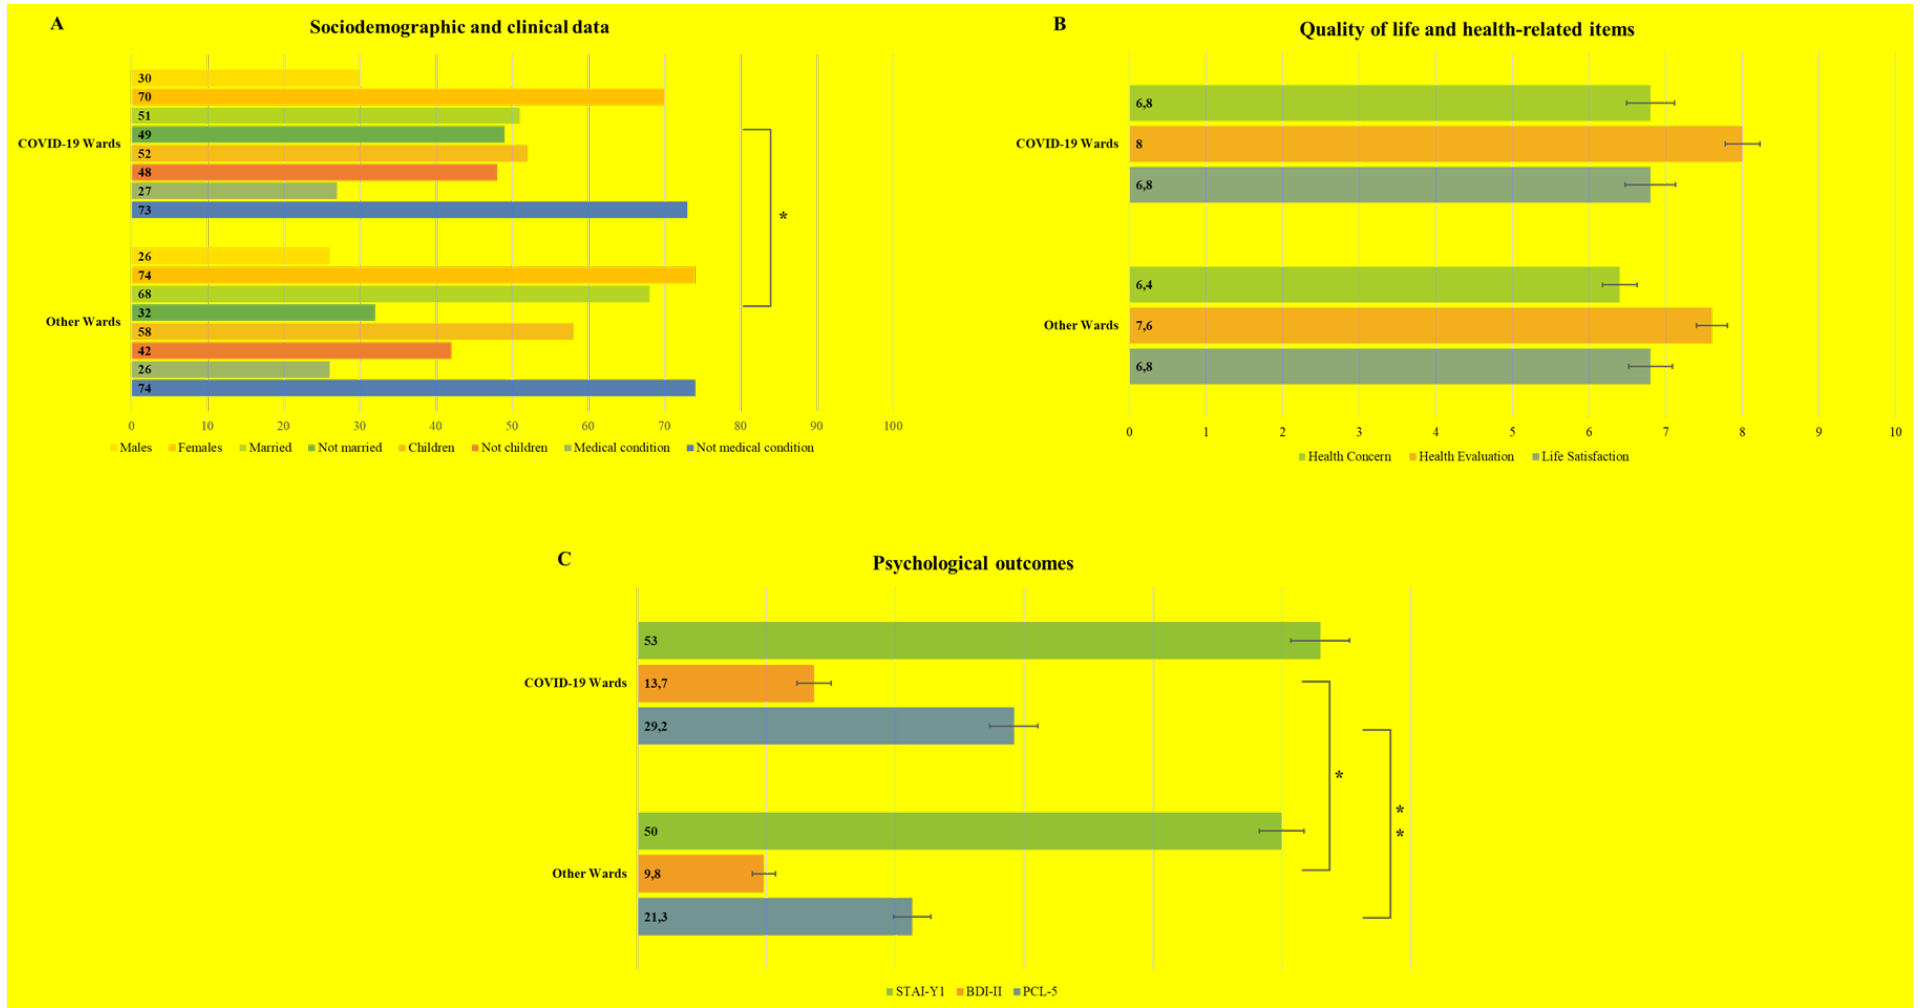 A
Sociodemographic and clinical data
COVID-19 Wards
30
70
51
49
52
48
27
73
*
Other Wards
26
74
68
32
58
42
26
74
0 10 20 30 40 50 60 70 80 90 100
Males Females Married Not married Children Not children Medical condition Not medical condition
B
Quality of life and health-related items
COVID-19 Wards
6,8
8
6,8
Other Wards
6,4
7,6
6,8
0 1 2 3 4 5 6 7 8 9 10
Health Concern Health Evaluation Life Satisfaction
C
Psychological outcomes
COVID-19 Wards
53
13,7
29,2
*
*
*
Other Wards
50
9,8
21,3
STAI-Y1 BDI-II PCL-5